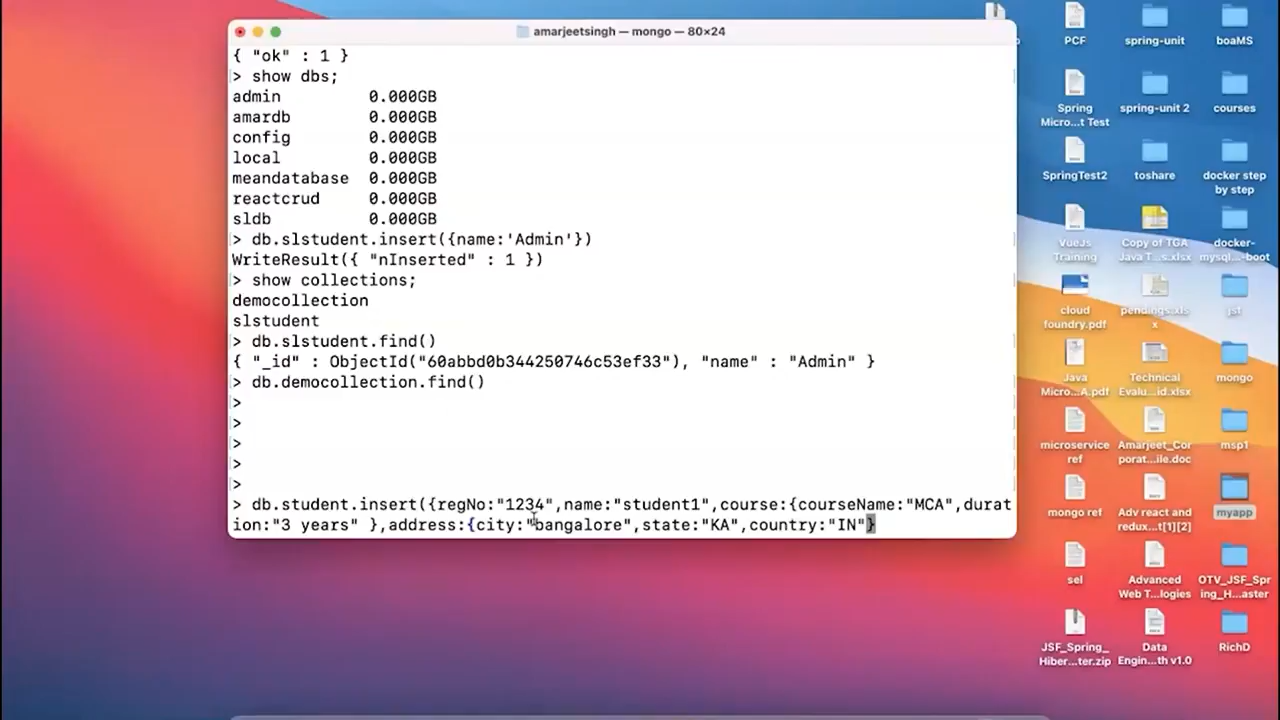 amarjeetsingh — mongo — 80×24
{ "ok" : 1 }
> show dbs;
admin 0.000GB
amardb 0.000GB
config 0.000GB
local 0.000GB
meandatabase 0.000GB
reactcrud 0.000GB
sldb 0.000GB
> db.slstudent.insert({name:'Admin'})
WriteResult({ "nInserted" : 1 })
> show collections;
democollection
slstudent
> db.slstudent.find()
{ "_id" : ObjectId("60abbd0b344250746c53ef33"), "name" : "Admin" }
> db.democollection.find()
>
>
>
>
>
> db.student.insert({regNo:"1234",name:"student1",course:{courseName:"MCA",durat
ion:"3 years" },address:{city:"bangalore",state:"KA",country:"IN"}
PCF
spring-unit
boaMS
Spring
Micro...t Test
spring-unit 2
courses
SpringTest2
toshare
docker step
by step
VueJs
Training
Copy of TGA
Java T...s.xlsx
docker-
mysql...-boot
cloud
foundry.pdf
pendings.xls
x
jst
Java
Micro...A.pdf
Technical
Evalu...id.xlsx
mongo
microservice
ref
Amarjeet_Cor
porat...ile.doc
msp1
mongo ref
Adv react and
redux...t[1][2]
myapp
sel
Advanced
Web T...logies
OTV_JSF_Spr
ing_H...aster
JSF_Spring_
Hiber...ter.zip
Data
Engin...th v1.0
RichD